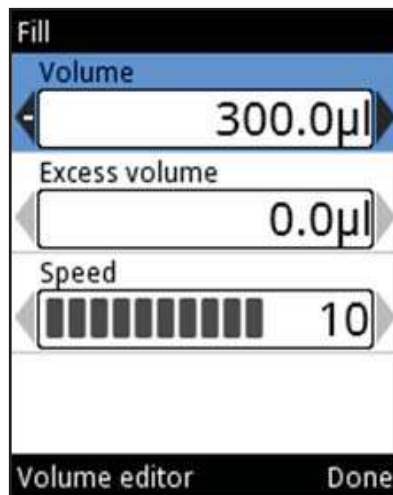 Fill
Volume
300.0µl
Excess volume
0.0µl
Speed
10
Volume editor Done